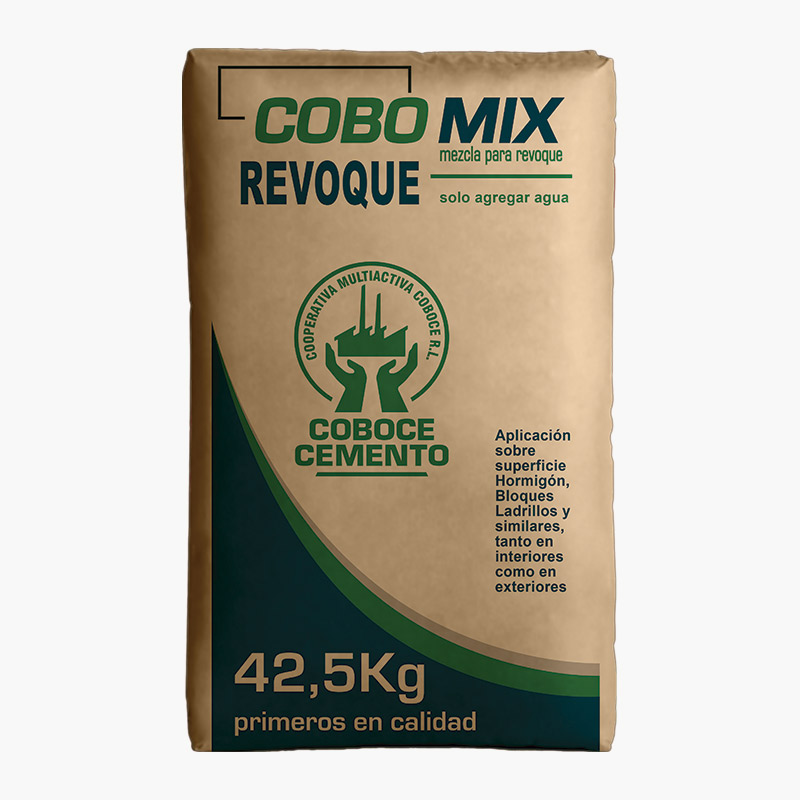 COBO MIX
mezcla para revoque
REVOQUE
solo agregar agua
COOPERATIVA MULTIACTIVA COBOCE R.L.
COBOCE
CEMENTO
Aplicación
sobre
superficie
Hormigón,
Bloques
Ladrillos y
similares,
tanto en
interiores
como en
exteriores
42,5Kg
primeros en calidad